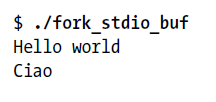 $ ./fork_stdio_buf
Hello world
Ciao